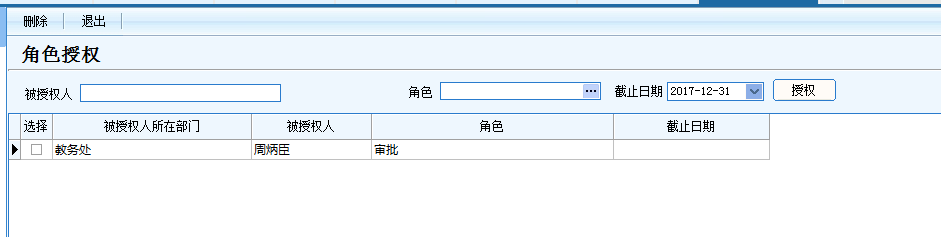 删除 退出
角色授权
被授权人 角色 ... 截止日期 2017-12-31 授权
选择 被授权人所在部门 被授权人 角色 截止日期
教务处 周炳臣 审批